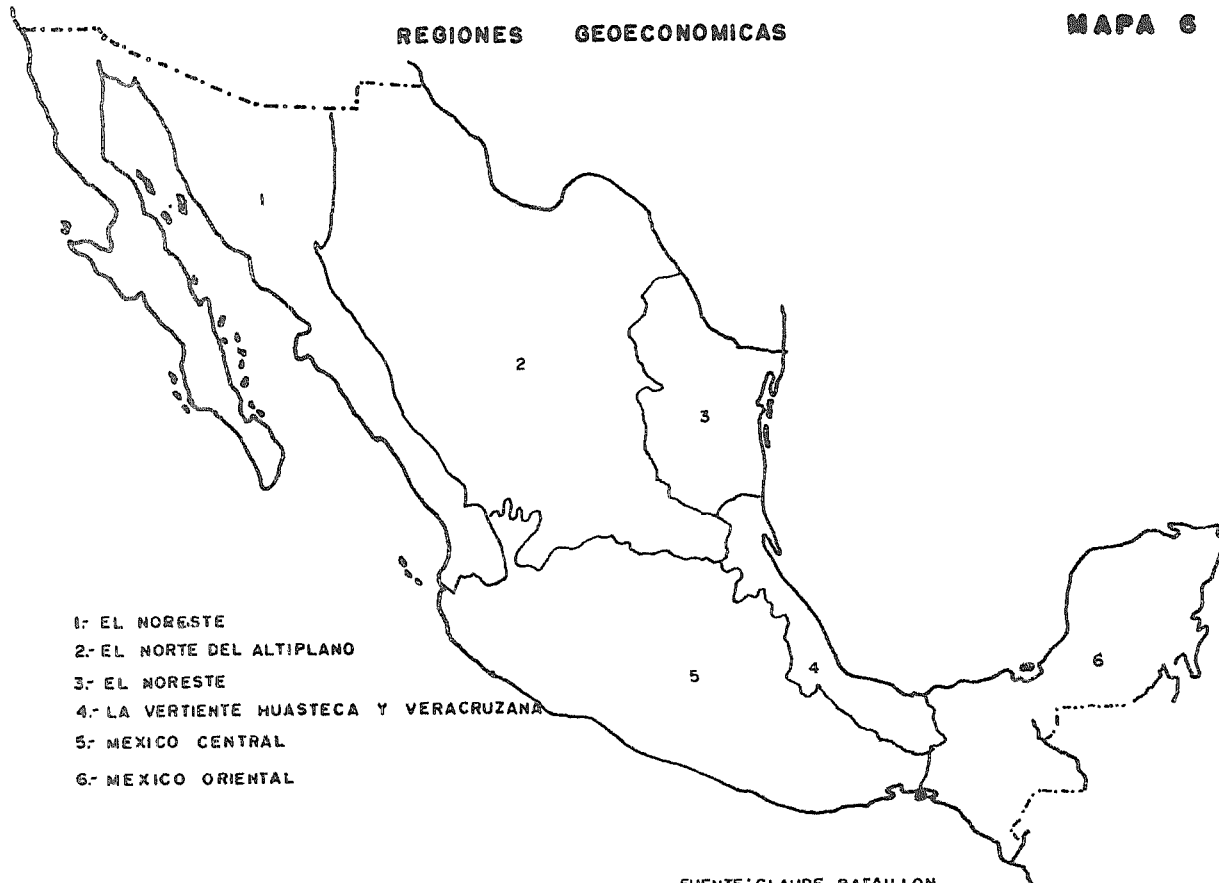 REGIONES GEOECONOMICAS
MAPA 6
1
2
3
4
5
6
1.- EL NORESTE
2.- EL NORTE DEL ALTIPLANO
3.- EL NORESTE
4.- LA VERTIENTE HUASTECA Y VERACRUZANA
5.- MEXICO CENTRAL
6.- MEXICO ORIENTAL
FUENTE: CLAUDE BATAILLON